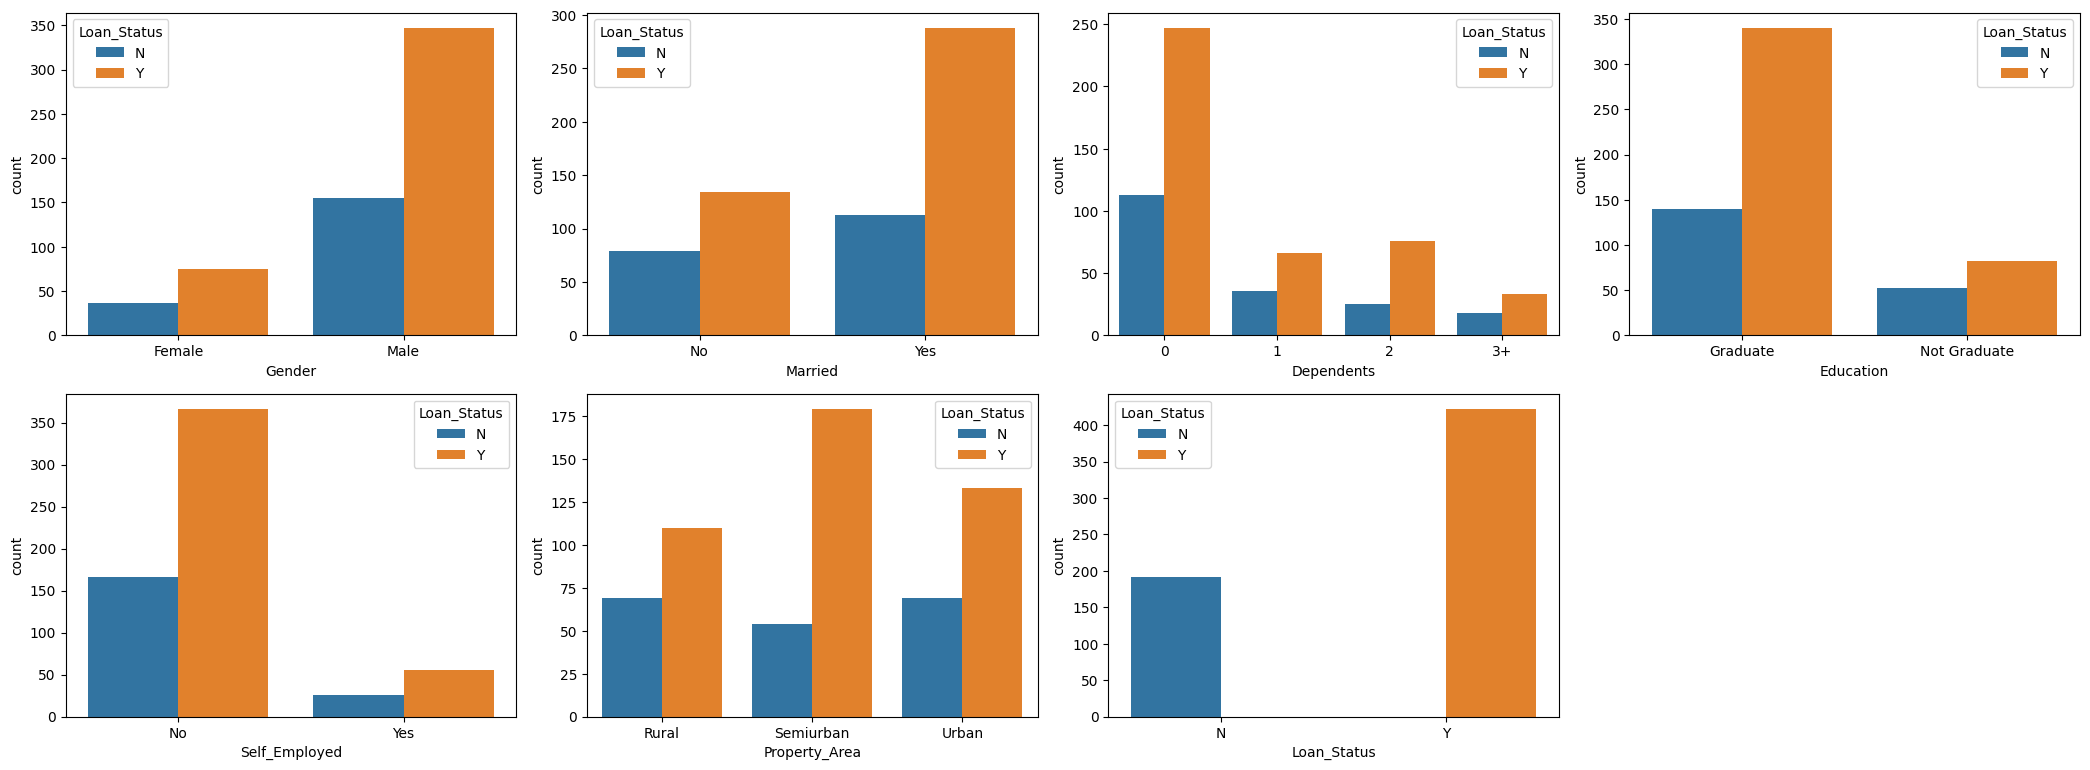 350
300
250
200
150
100
50
0
count
Loan_Status
N
Y
Female Male
Gender
300
250
200
150
100
50
0
count
Loan_Status
N
Y
No Yes
Married
250
200
150
100
50
0
count
Loan_Status
N
Y
0 1 2 3+
Dependents
350
300
250
200
150
100
50
0
count
Loan_Status
N
Y
Graduate Not Graduate
Education
350
300
250
200
150
100
50
0
count
Loan_Status
N
Y
No Yes
Self_Employed
175
150
125
100
75
50
25
0
count
Loan_Status
N
Y
Rural Semiurban Urban
Property_Area
400
350
300
250
200
150
100
50
0
count
Loan_Status
N
Y
N Y
Loan_Status